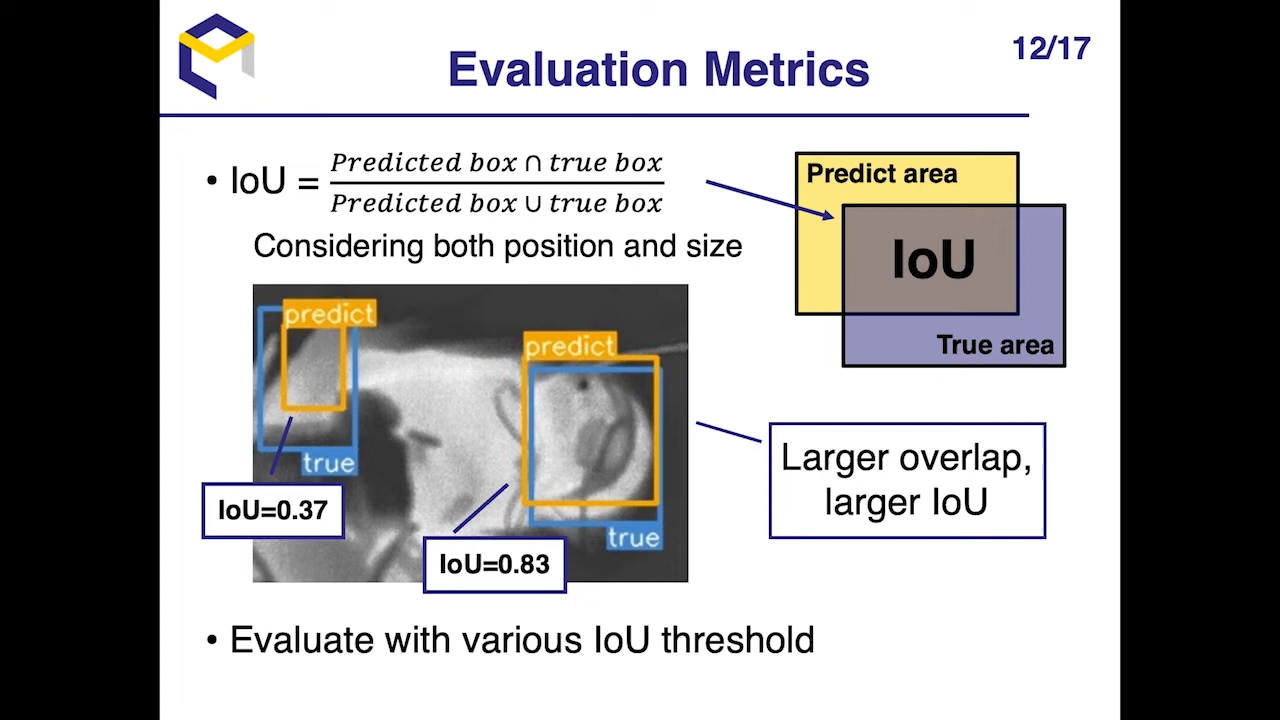 Evaluation Metrics
12/17
• IoU = Predicted box ∩ true box
Predicted box ∪ true box
Considering both position and size
Predict area
IoU
True area
predict
predict
true
true
IoU=0.37
IoU=0.83
Larger overlap,
larger IoU
• Evaluate with various IoU threshold